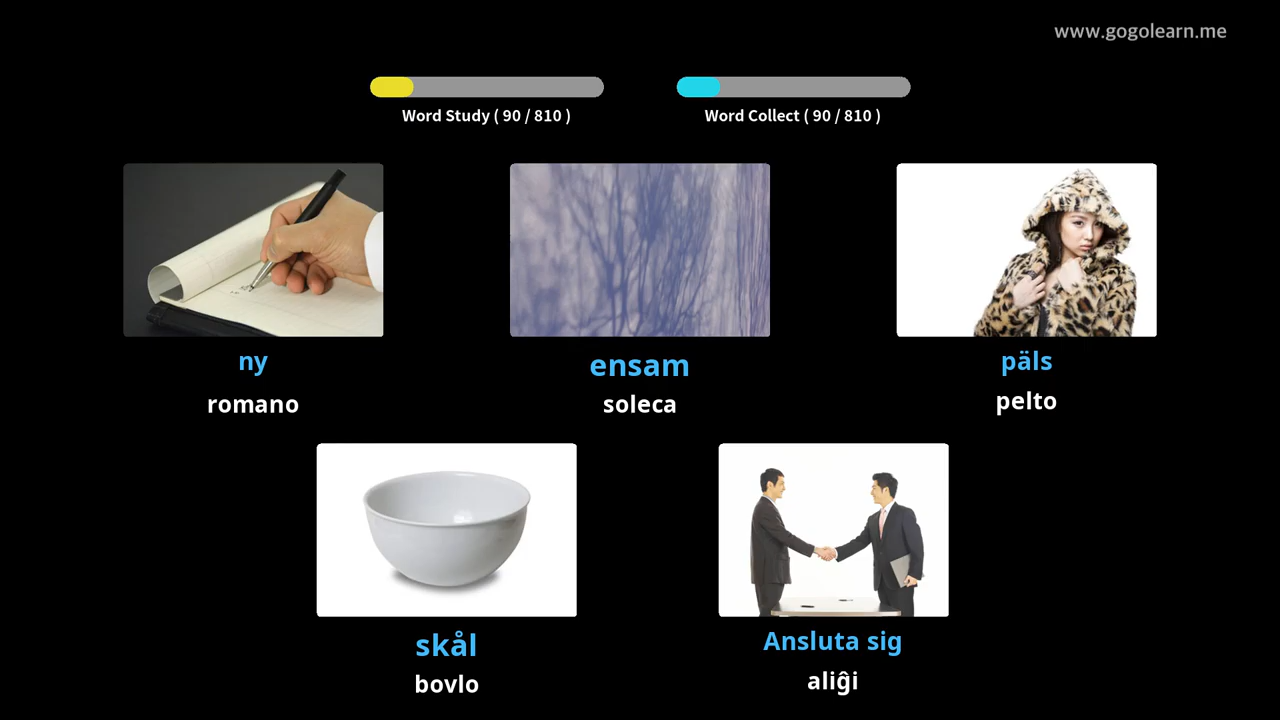 www.gogolearn.me
Word Study ( 90 / 810 )
Word Collect ( 90 / 810 )
ny
romano
ensam
soleca
päls
pelto
skål
bovlo
Ansluta sig
aliĝi